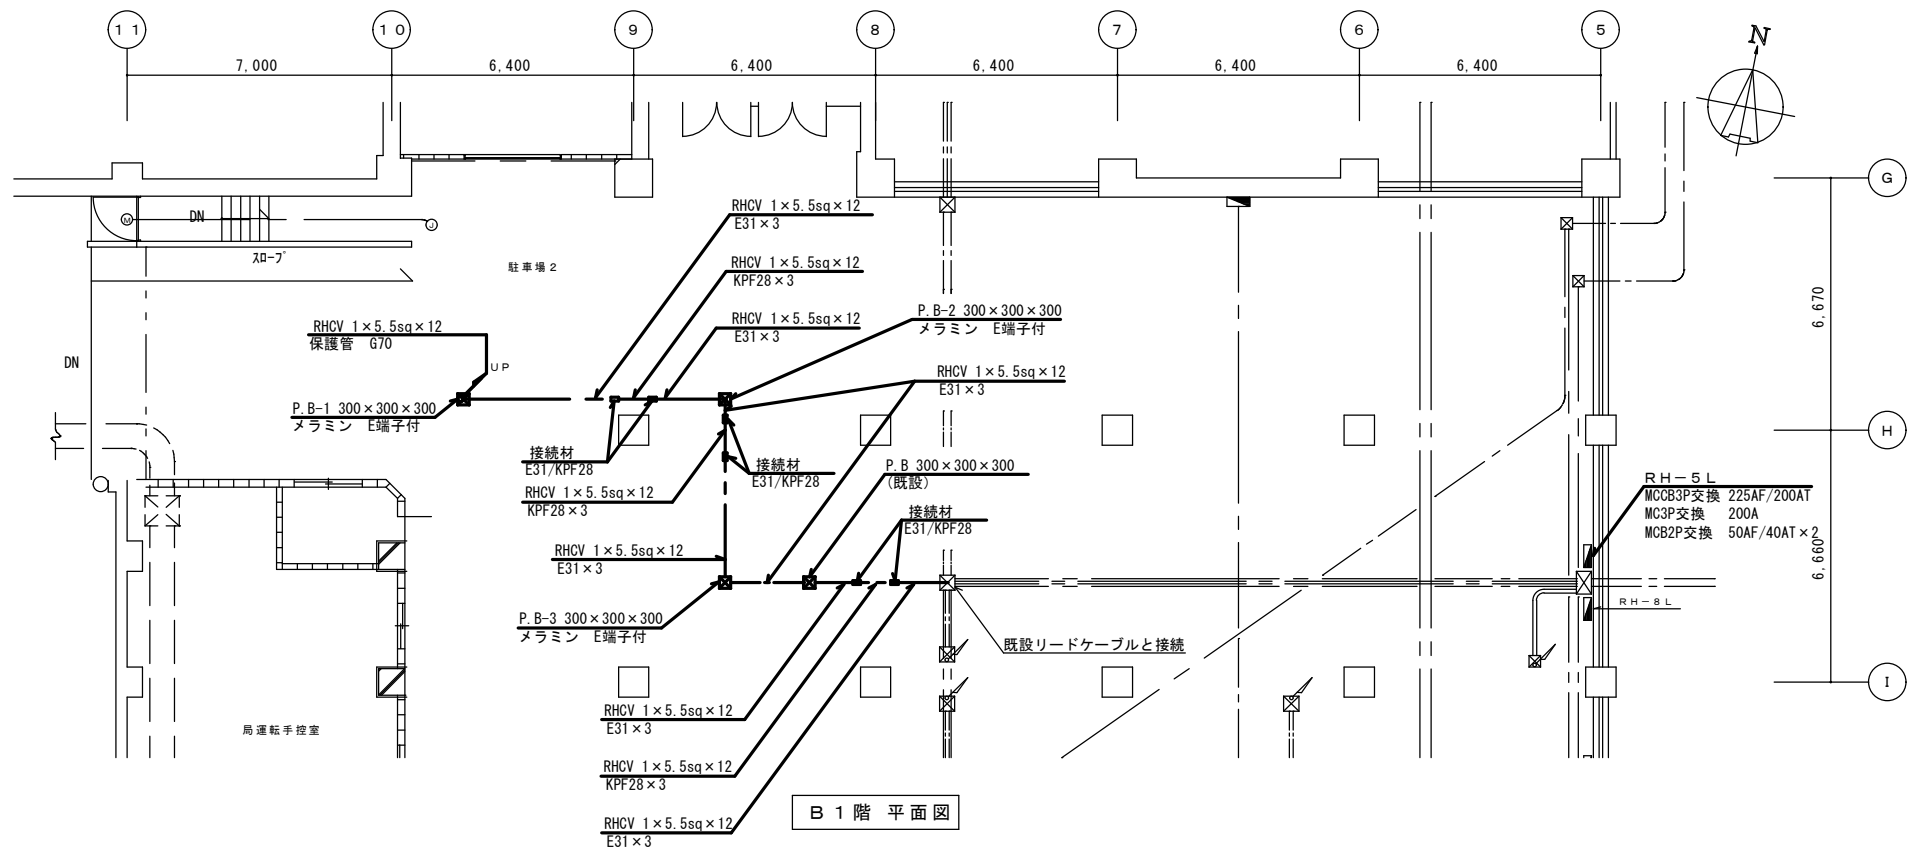 11
10
9
8
7
6
5
N
7,000
6,400
6,400
6,400
6,400
6,400
G
H
I
6,670
6,660
M
DN
J
スロープ
駐車場2
RHCV 1×5.5sq×12
E31×3
RHCV 1×5.5sq×12
KPF28×3
RHCV 1×5.5sq×12
E31×3
P.B-2 300×300×300
メラミン E端子付
RHCV 1×5.5sq×12
保護管 G70
UP
DN
RHCV 1×5.5sq×12
E31×3
P.B-1 300×300×300
メラミン E端子付
接続材
E31/KPF28
接続材
E31/KPF28
P.B 300×300×300
(既設)
RHCV 1×5.5sq×12
KPF28×3
接続材
E31/KPF28
RH-5L
MCCB3P交換 225AF/200AT
MC3P交換 200A
MCB2P交換 50AF/40AT×2
RHCV 1×5.5sq×12
E31×3
RH-8L
P.B-3 300×300×300
メラミン E端子付
既設リードケーブルと接続
RHCV 1×5.5sq×12
E31×3
局運転手控室
RHCV 1×5.5sq×12
KPF28×3
RHCV 1×5.5sq×12
E31×3
B1階 平面図